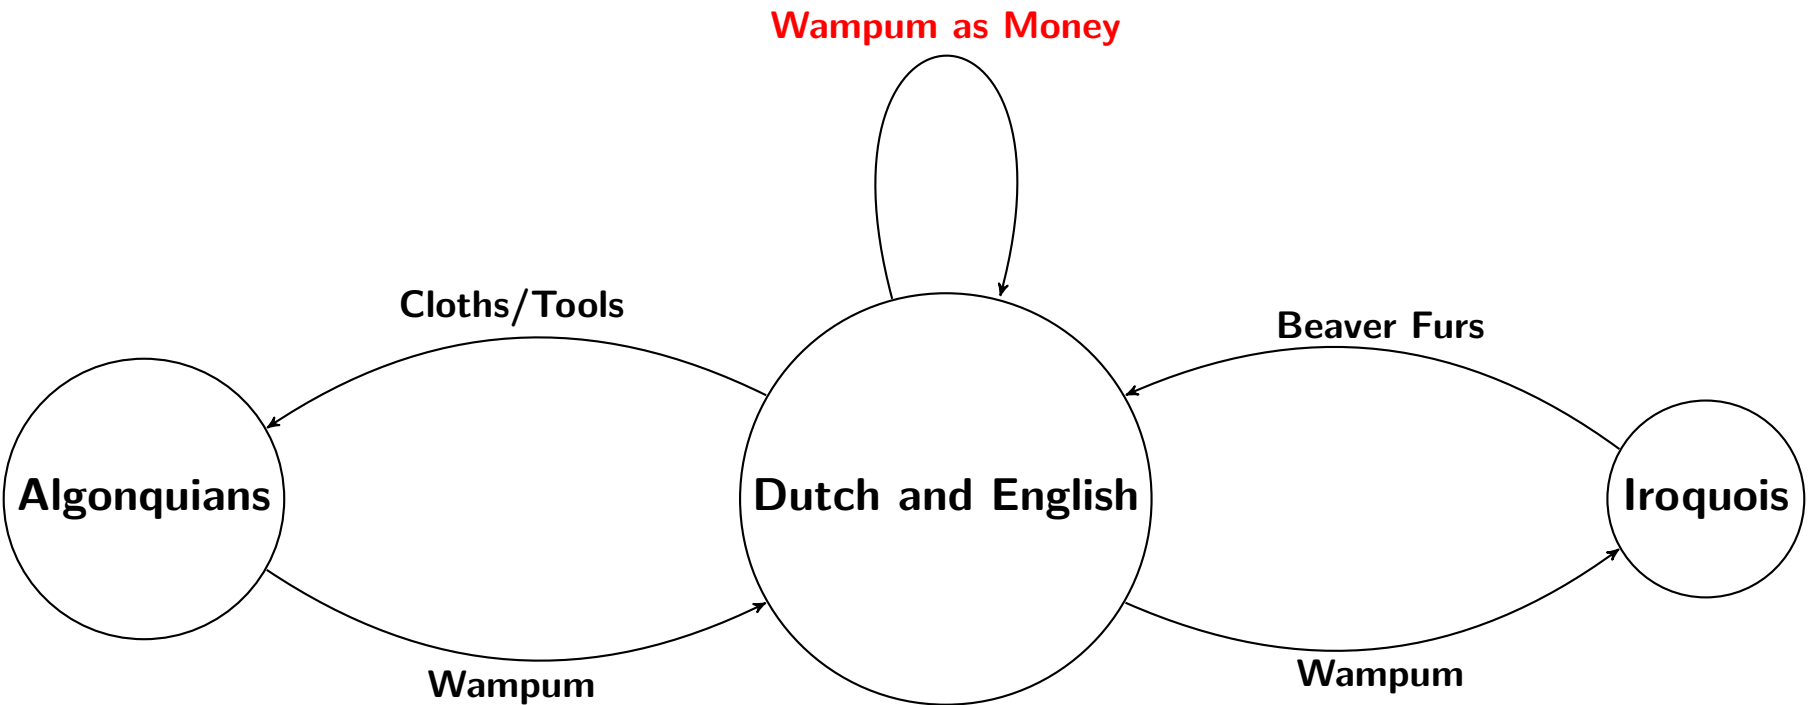 Wampum as Money
Cloths/Tools
Beaver Furs
Algonquians
Dutch and English
Iroquois
Wampum
Wampum